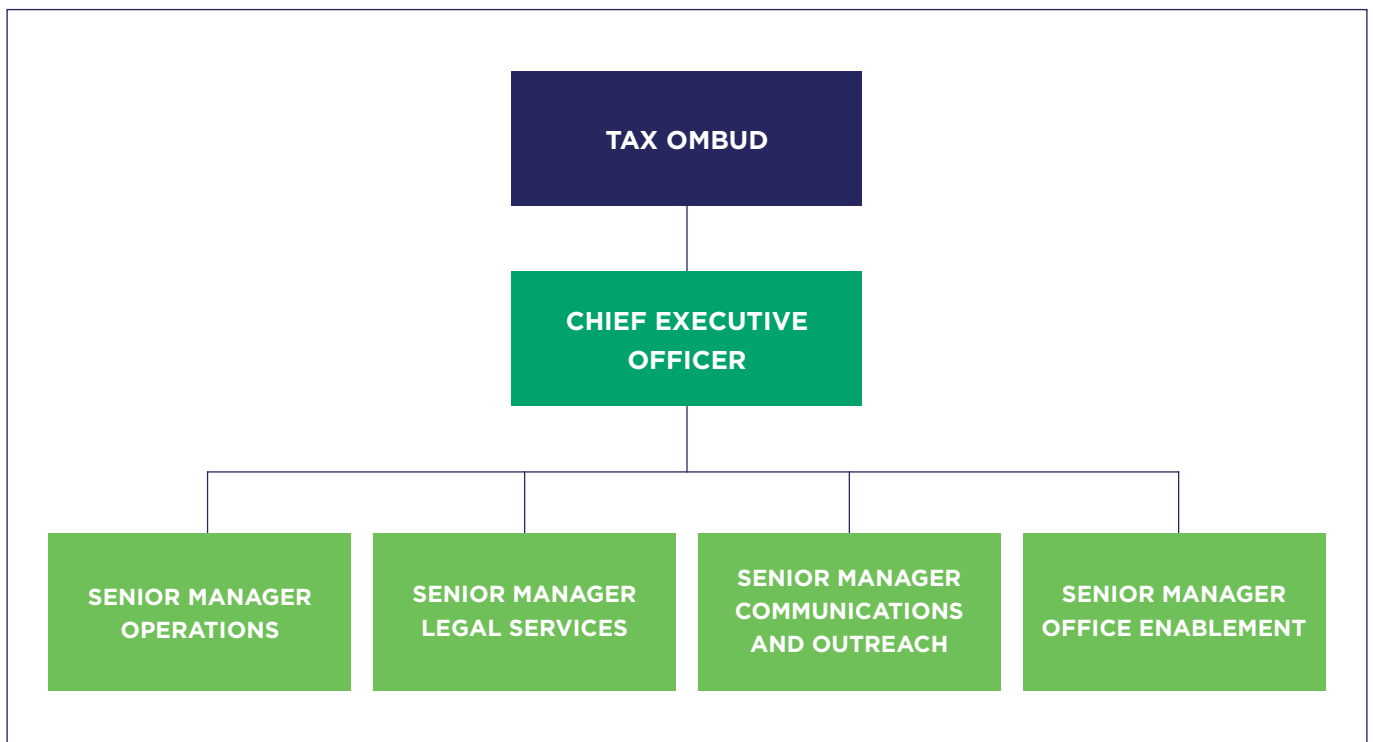 TAX OMBUD
CHIEF EXECUTIVE
OFFICER
SENIOR MANAGER
OPERATIONS
SENIOR MANAGER
LEGAL SERVICES
SENIOR MANAGER
COMMUNICATIONS
AND OUTREACH
SENIOR MANAGER
OFFICE ENABLEMENT